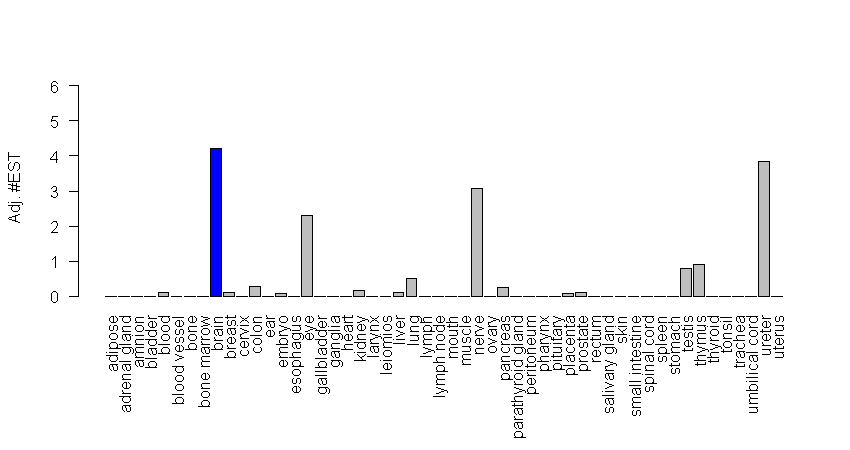 Adj. #EST
6
5
4
3
2
1
0
adipose
adrenal gland
amnion
bladder
blood
blood vessel
bone
bone marrow
brain
breast
cervix
colon
ear
embryo
esophagus
eye
gallbladder
ganglia
heart
kidney
larynx
leiomios
liver
lung
lymph
lymph node
mouth
muscle
nerve
ovary
pancreas
parathyroid gland
peritoneum
pharynx
pituitary
placenta
prostate
rectum
salivary gland
skin
small intestine
spinal cord
spleen
stomach
testis
thymus
thyroid
tonsil
trachea
umbilical cord
ureter
uterus